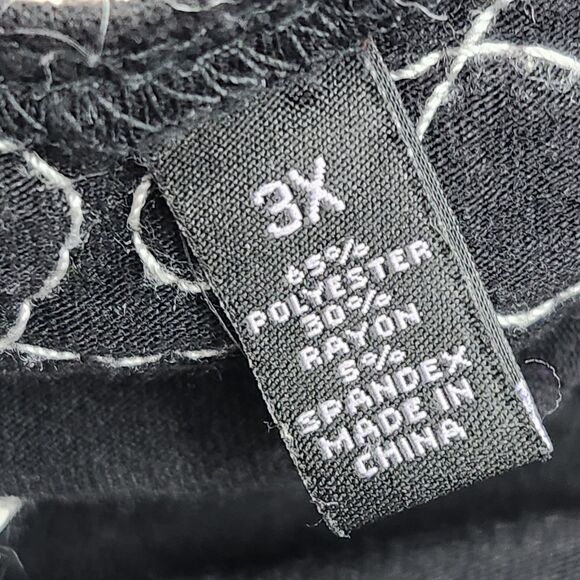 3X
65%
POLYESTER
30%
RAYON
5%
SPANDEX
MADE IN
CHINA